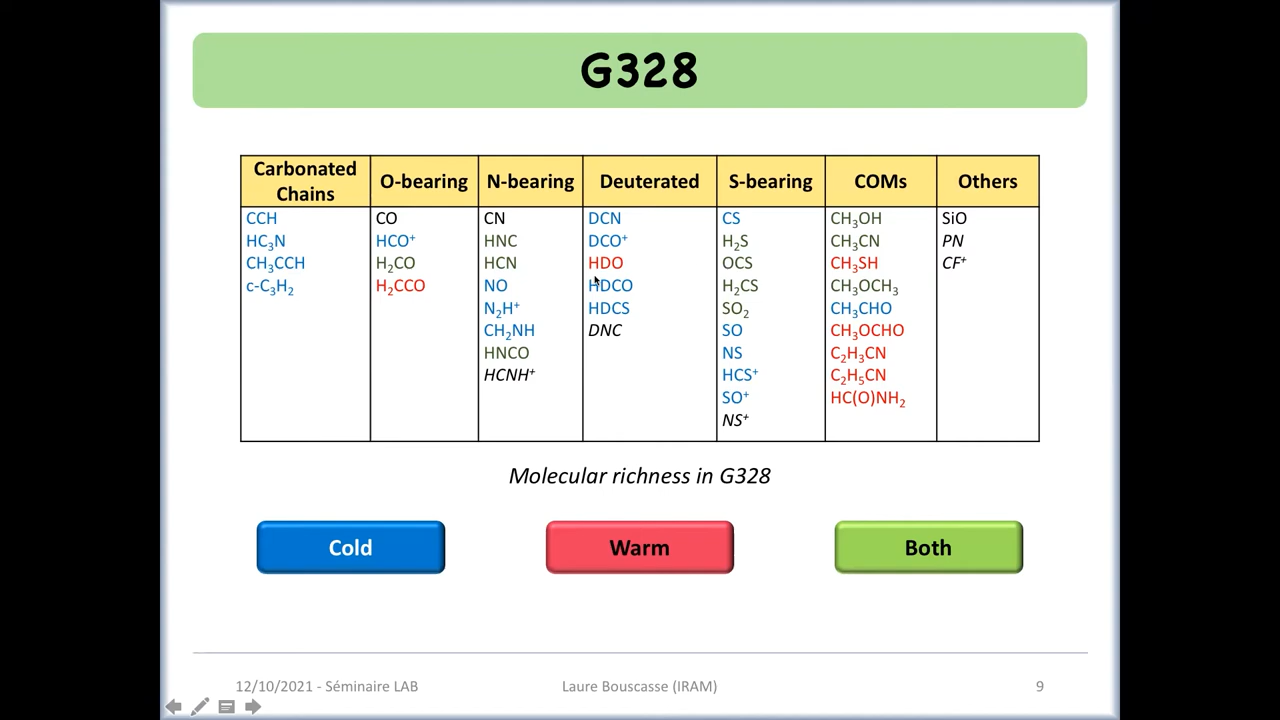 G328
Carbonated
Chains
O-bearing
N-bearing
Deuterated
S-bearing
COMs
Others
CCH
HC₃N
CH₃CCH
c-C₃H₂
CO
HCO⁺
H₂CO
H₂CCO
CN
HNC
HCN
NO
N₂H⁺
CH₂NH
HNCO
HCNH⁺
DCN
DCO⁺
HDO
HDCO
HDCS
DNC
CS
H₂S
OCS
H₂CS
SO₂
SO
NS
HCS⁺
SO⁺
NS⁺
CH₃OH
CH₃CN
CH₃SH
CH₃OCH₃
CH₃CHO
CH₃OCHO
C₂H₃CN
C₂H₅CN
HC(O)NH₂
SiO
PN
CF⁺
Molecular richness in G328
Cold
Warm
Both
12/10/2021 - Séminaire LAB
Laure Bouscasse (IRAM)
9